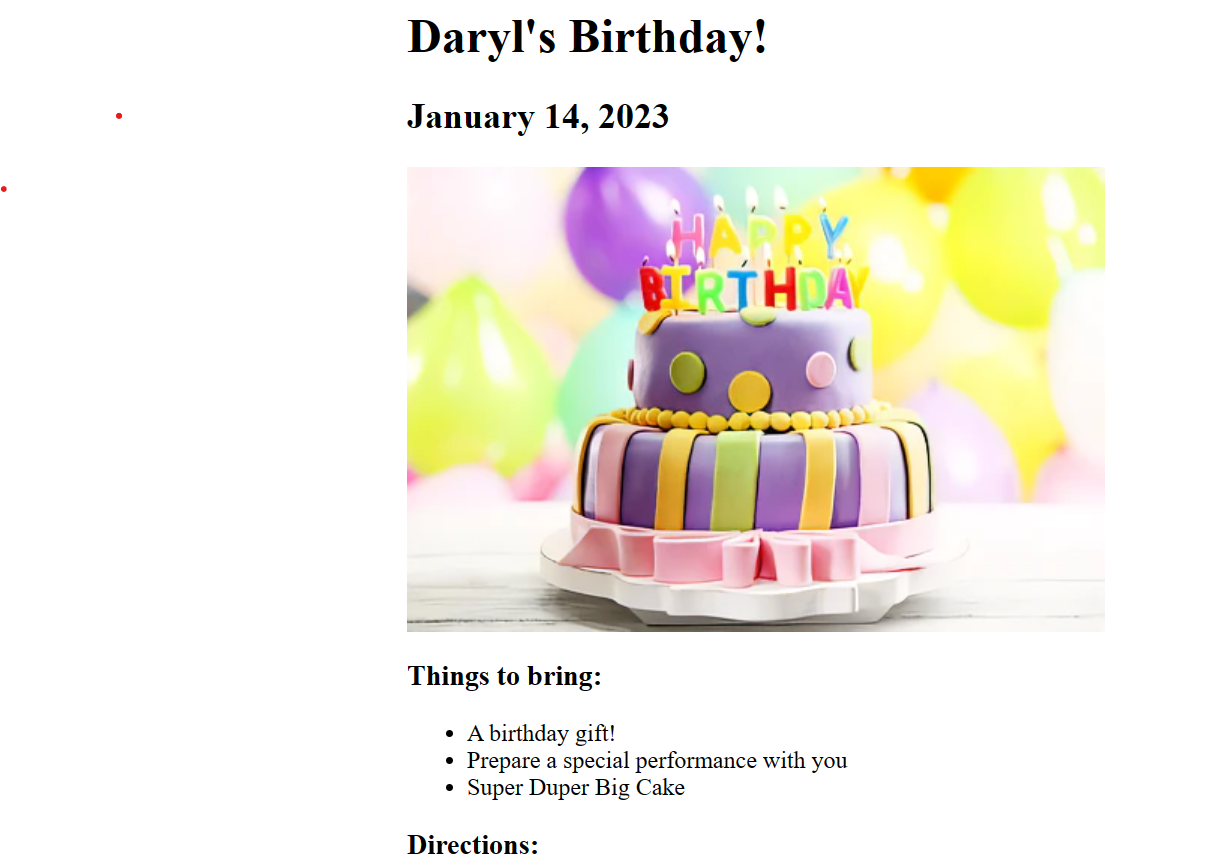 Daryl's Birthday!
January 14, 2023
HAPPY
BIRTHDAY
Things to bring:
A birthday gift!
Prepare a special performance with you
Super Duper Big Cake
Directions: